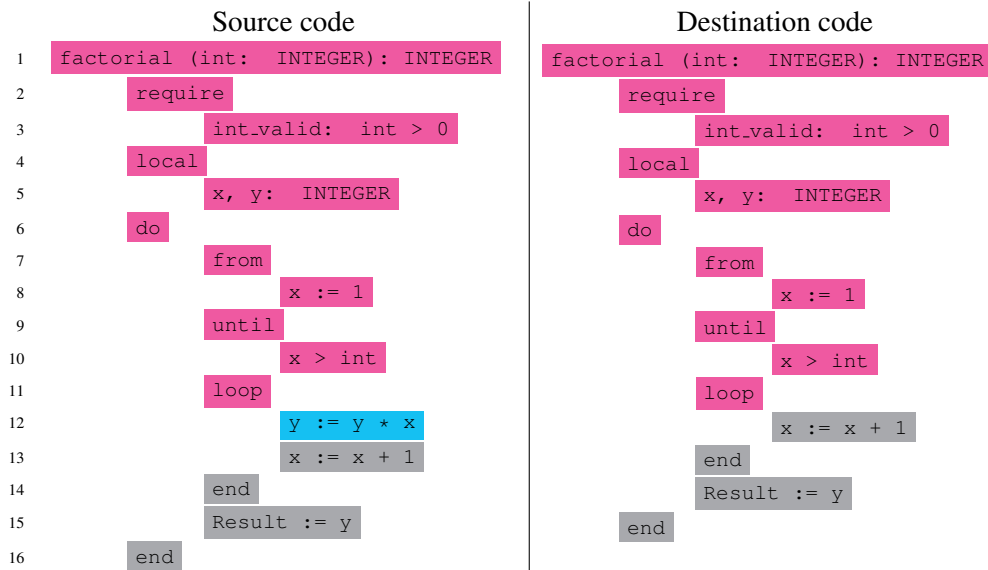 Source code
1 factorial (int: INTEGER): INTEGER
2 require
3 int_valid: int > 0
4 local
5 x, y: INTEGER
6 do
7 from
8 x := 1
9 until
10 x > int
11 loop
12 y := y * x
13 x := x + 1
14 end
15 Result := y
16 end
Destination code
factorial (int: INTEGER): INTEGER
require
int_valid: int > 0
local
x, y: INTEGER
do
from
x := 1
until
x > int
loop
x := x + 1
end
Result := y
end